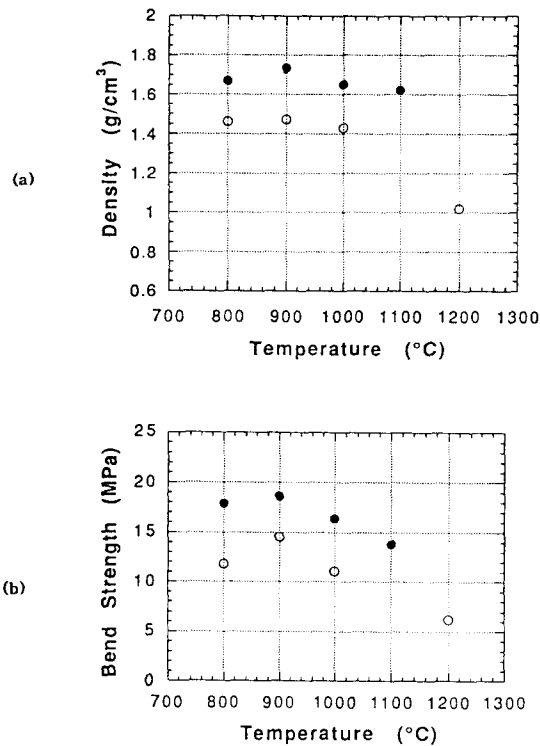 (a)
Density (g/cm³)
2
1.8
1.6
1.4
1.2
1
0.8
0.6
700 800 900 1000 1100 1200 1300
Temperature (°C)
(b)
Bend Strength (MPa)
25
20
15
10
5
0
700 800 900 1000 1100 1200 1300
Temperature (°C)